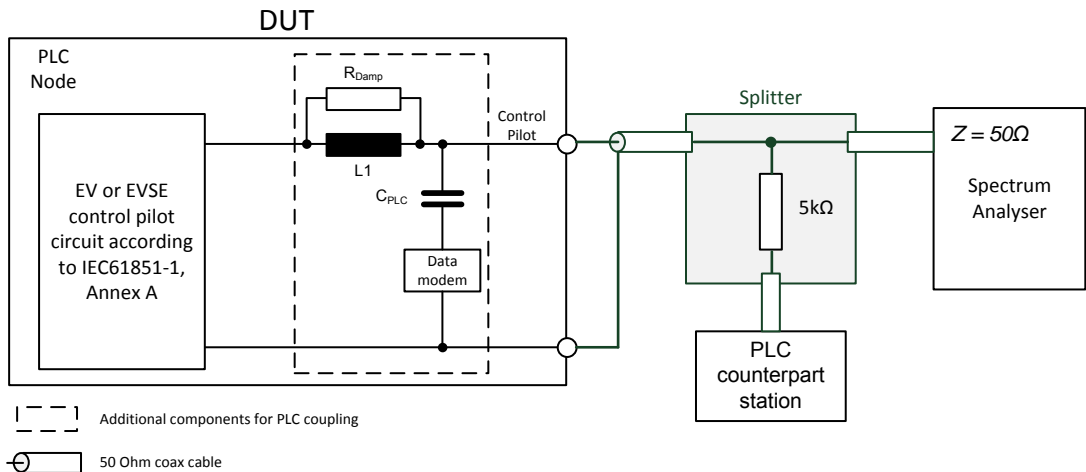 DUT
PLC
Node
EV or EVSE
control pilot
circuit according
to IEC61851-1,
Annex A
RDamp
L1
CPLC
Data
modem
Control
Pilot
Splitter
5kΩ
PLC
counterpart
station
Z = 50Ω
Spectrum
Analyser
Additional components for PLC coupling
50 Ohm coax cable